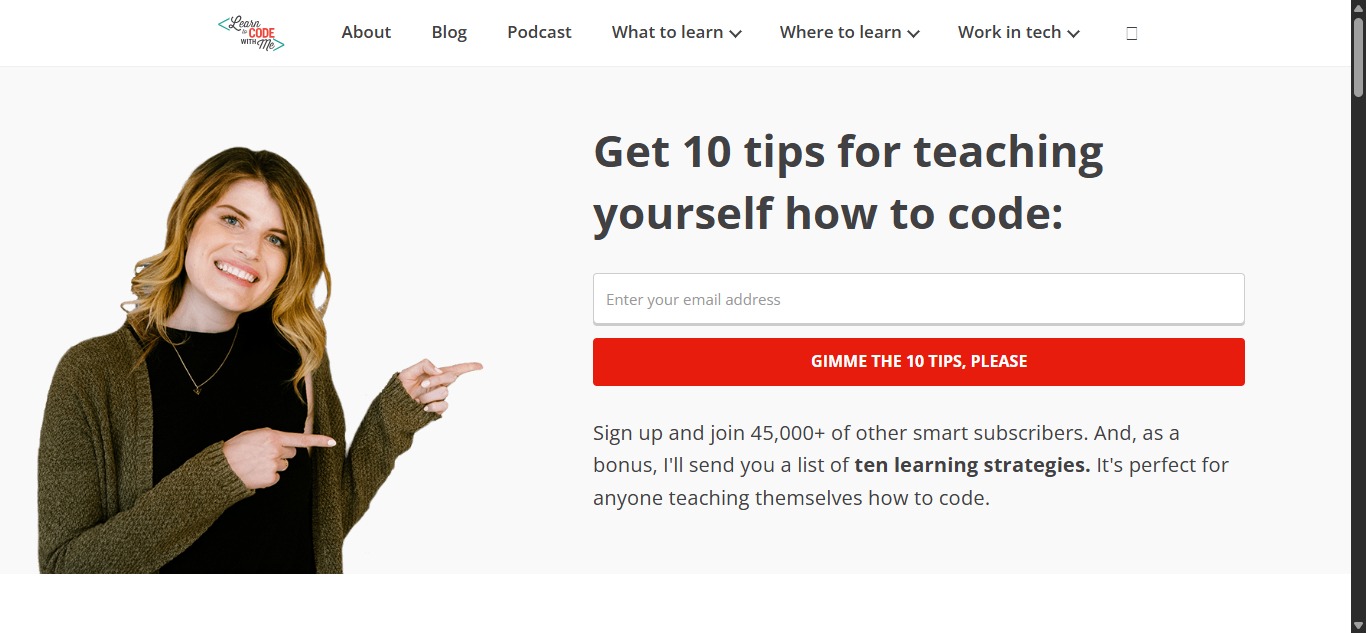 Learn
to CODE
WITH Me
About
Blog
Podcast
What to learn
Where to learn
Work in tech
Get 10 tips for teaching
yourself how to code:
Enter your email address
GIMME THE 10 TIPS, PLEASE
Sign up and join 45,000+ of other smart subscribers. And, as a
bonus, I'll send you a list of ten learning strategies. It's perfect for
anyone teaching themselves how to code.